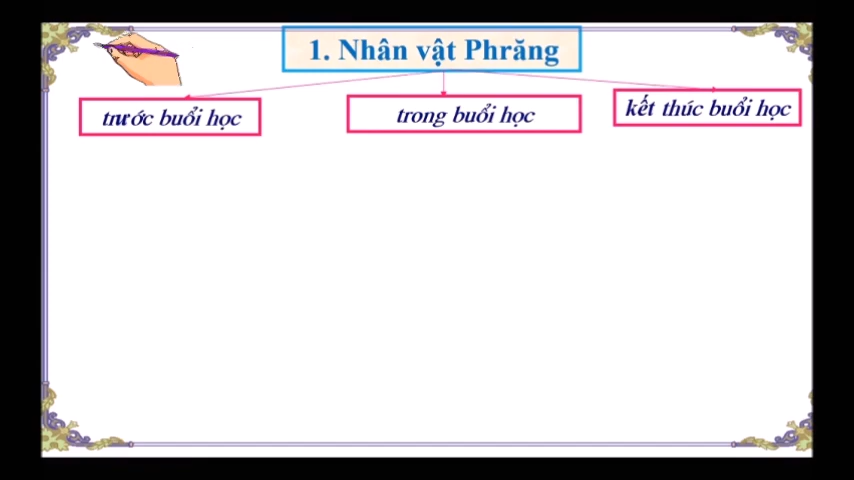 1. Nhân vật Phrăng
trước buổi học
trong buổi học
kết thúc buổi học